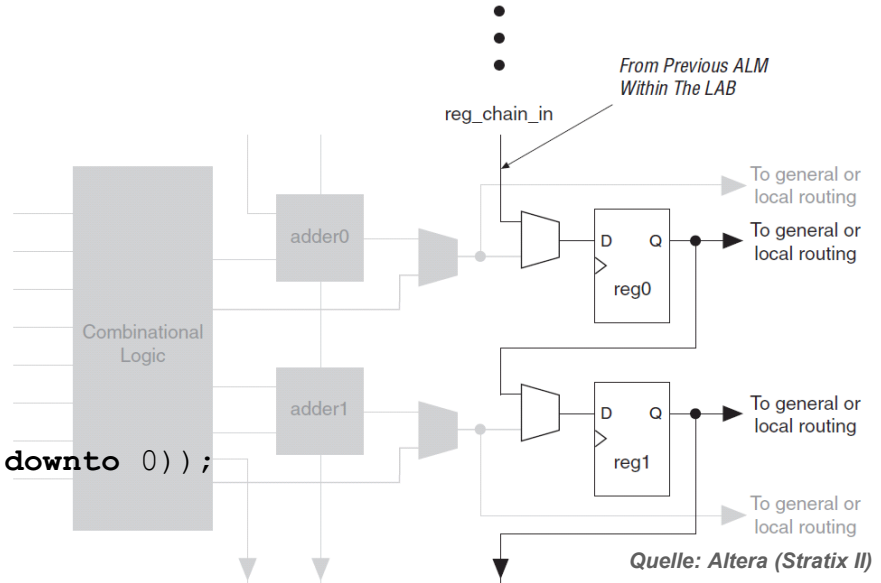 From Previous ALM
Within The LAB
reg_chain_in
To general or
local routing
adder0
D Q
To general or
local routing
reg0
Combinational
Logic
adder1
D Q
To general or
local routing
downto 0));
reg1
To general or
local routing
Quelle: Altera (Stratix II)